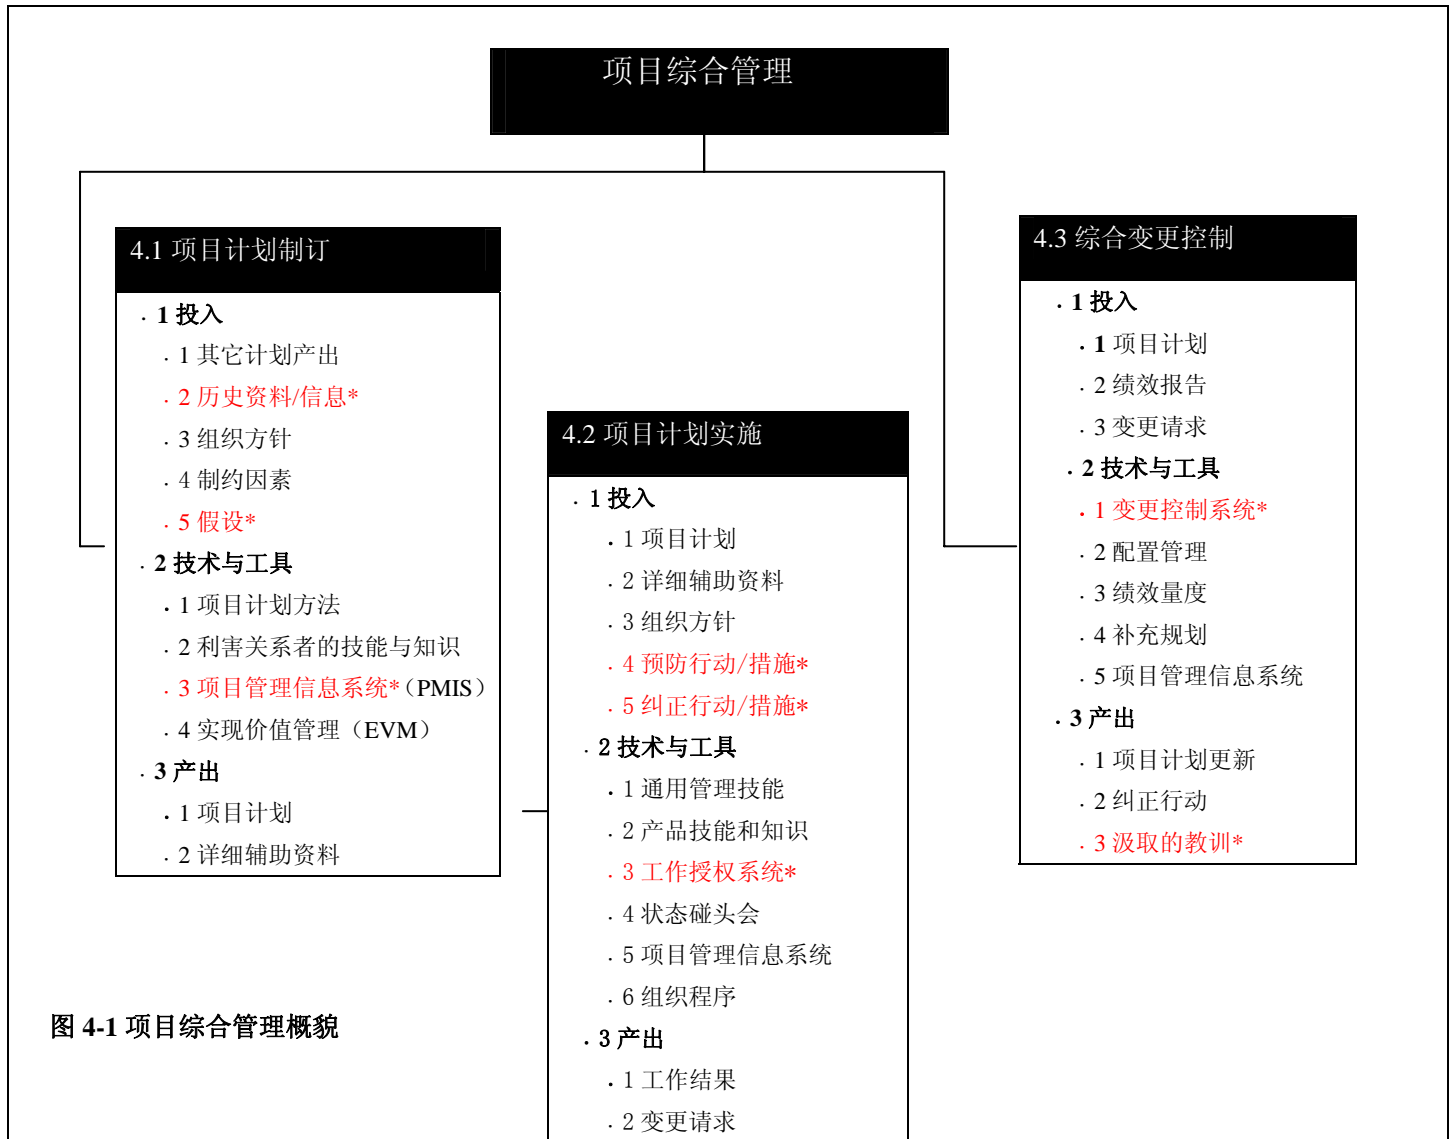 项目综合管理
4.1 项目计划制订
. 1 投入
. 1 其它计划产出
. 2 历史资料/信息*
. 3 组织方针
. 4 制约因素
. 5 假设*
. 2 技术与工具
. 1 项目计划方法
. 2 利害关系者的技能与知识
. 3 项目管理信息系统*（PMIS）
. 4 实现价值管理（EVM）
. 3 产出
. 1 项目计划
. 2 详细辅助资料
4.2 项目计划实施
. 1 投入
. 1 项目计划
. 2 详细辅助资料
. 3 组织方针
. 4 预防行动/措施*
. 5 纠正行动/措施*
. 2 技术与工具
. 1 通用管理技能
. 2 产品技能和知识
. 3 工作授权系统*
. 4 状态碰头会
. 5 项目管理信息系统
. 6 组织程序
. 3 产出
. 1 工作结果
. 2 变更请求
4.3 综合变更控制
. 1 投入
. 1 项目计划
. 2 绩效报告
. 3 变更请求
. 2 技术与工具
. 1 变更控制系统*
. 2 配置管理
. 3 绩效量度
. 4 补充规划
. 5 项目管理信息系统
. 3 产出
. 1 项目计划更新
. 2 纠正行动
. 3 汲取的教训*
图 4-1 项目综合管理概貌